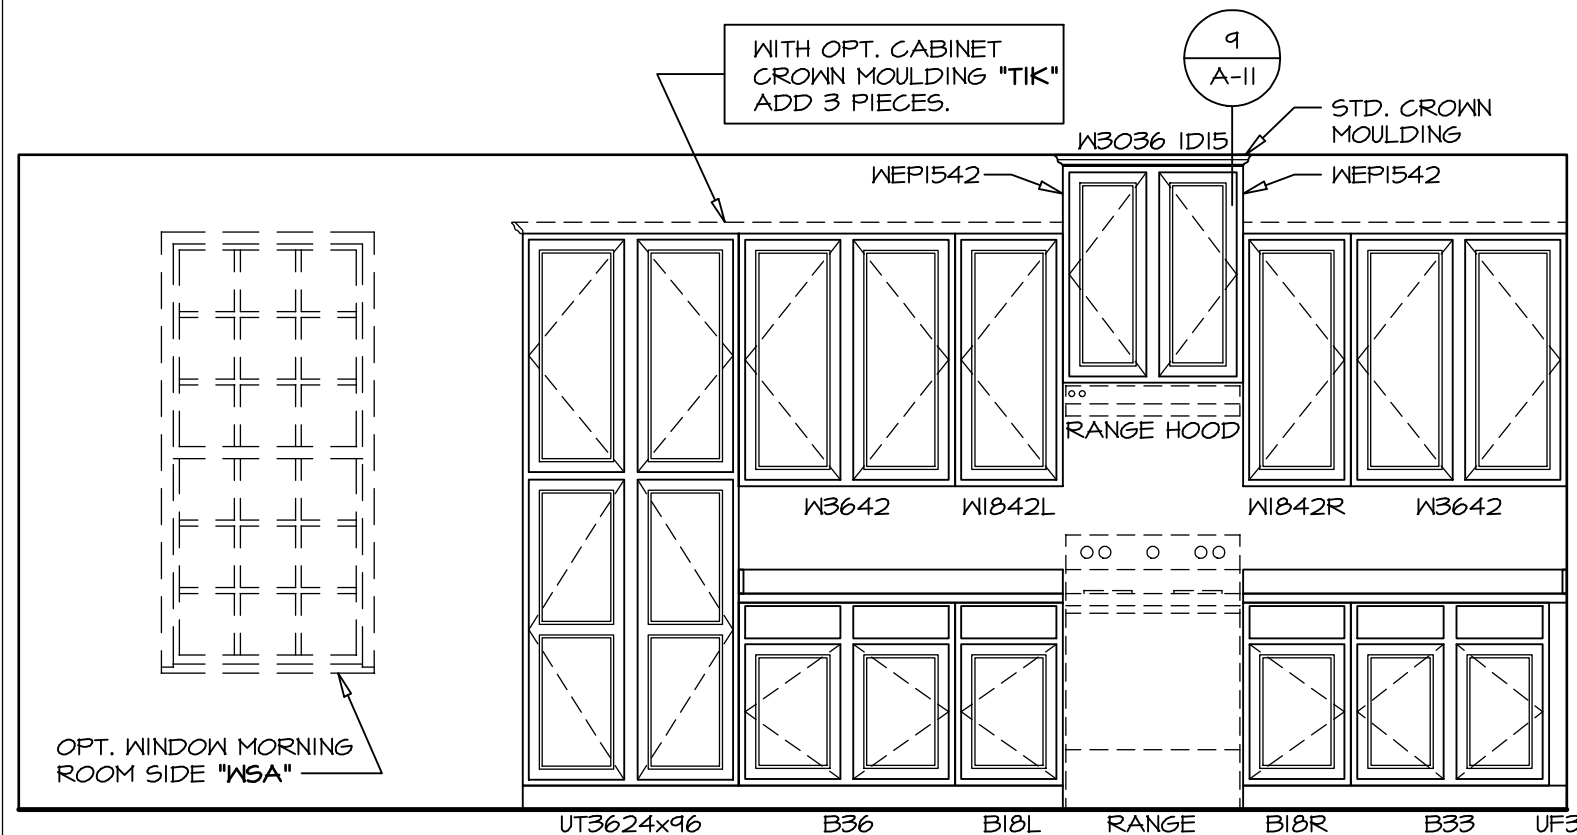 WITH OPT. CABINET
CROWN MOULDING "TIK"
ADD 3 PIECES.
9
A-11
STD. CROWN
MOULDING
W3036 1D15
WEP1542
WEP1542
RANGE HOOD
W3642
W1842L
W1842R
W3642
OPT. WINDOW MORNING
ROOM SIDE "WSA"
UT3624x96
B36
B18L
RANGE
B18R
B33
UF3